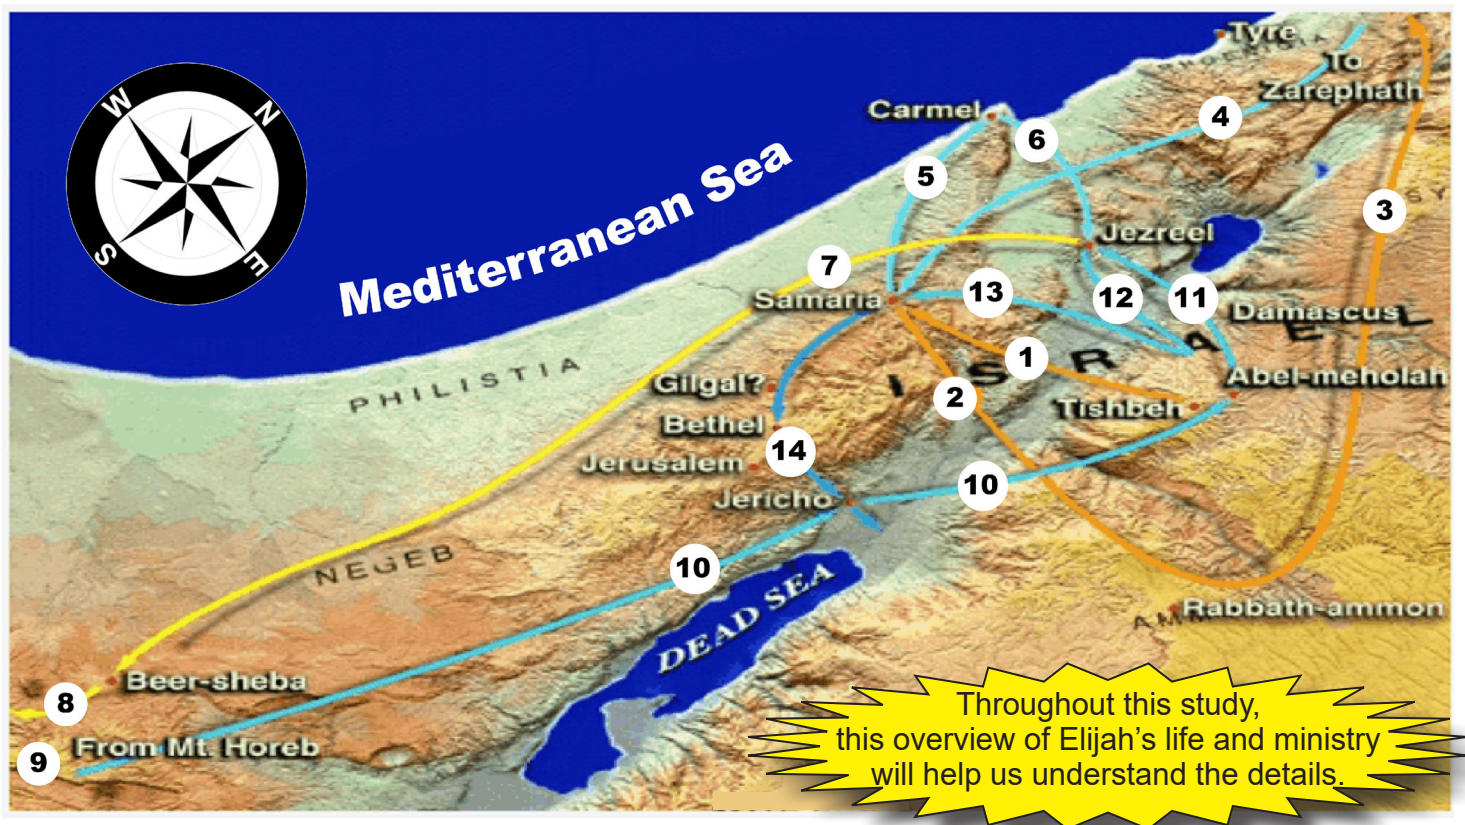 Tyre
PHOENICIA
To
Zarephath
W
N
Carmel
4
6
Mediterranean Sea
5
3
S
E
Jezreel
7
Samaria
13
12
11
Damascus
ISRAEL
1
PHILISTIA
Gilgal?
2
Abel-meholah
Tishbeh
Bethel
14
Jerusalem
Jericho
10
NEGEB
10
DEAD SEA
Rabbath-ammon
Beer-sheba
8
From Mt. Horeb
9
Throughout this study,
this overview of Elijah’s life and ministry
will help us understand the details.